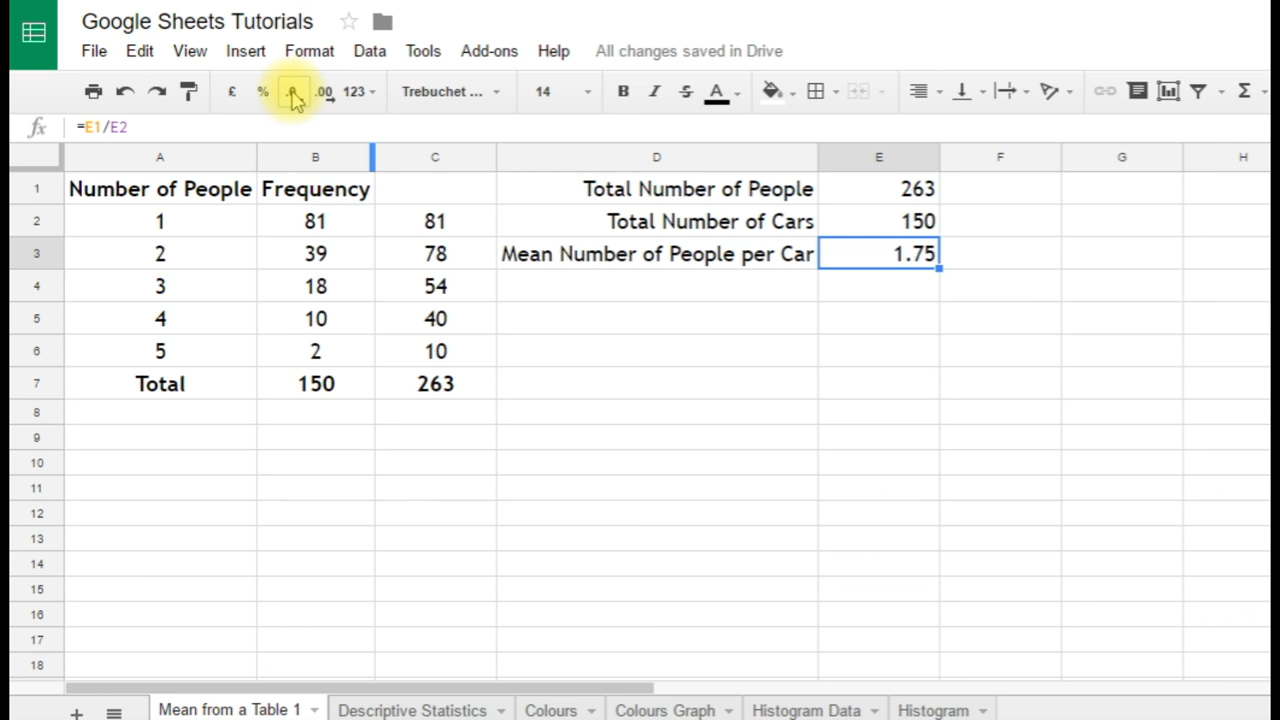 Google Sheets Tutorials
File Edit View Insert Format Data Tools Add-ons Help All changes saved in Drive
£ % .0 .00 123 Trebuchet ... 14 B I S A Σ
fx =E1/E2
A B C D E F G H
1 Number of People Frequency Total Number of People 263
2 1 81 81 Total Number of Cars 150
3 2 39 78 Mean Number of People per Car 1.75
4 3 18 54
5 4 10 40
6 5 2 10
7 Total 150 263
8
9
10
11
12
13
14
15
16
17
18
+ Mean from a Table 1 Descriptive Statistics Colours Colours Graph Histogram Data Histogram